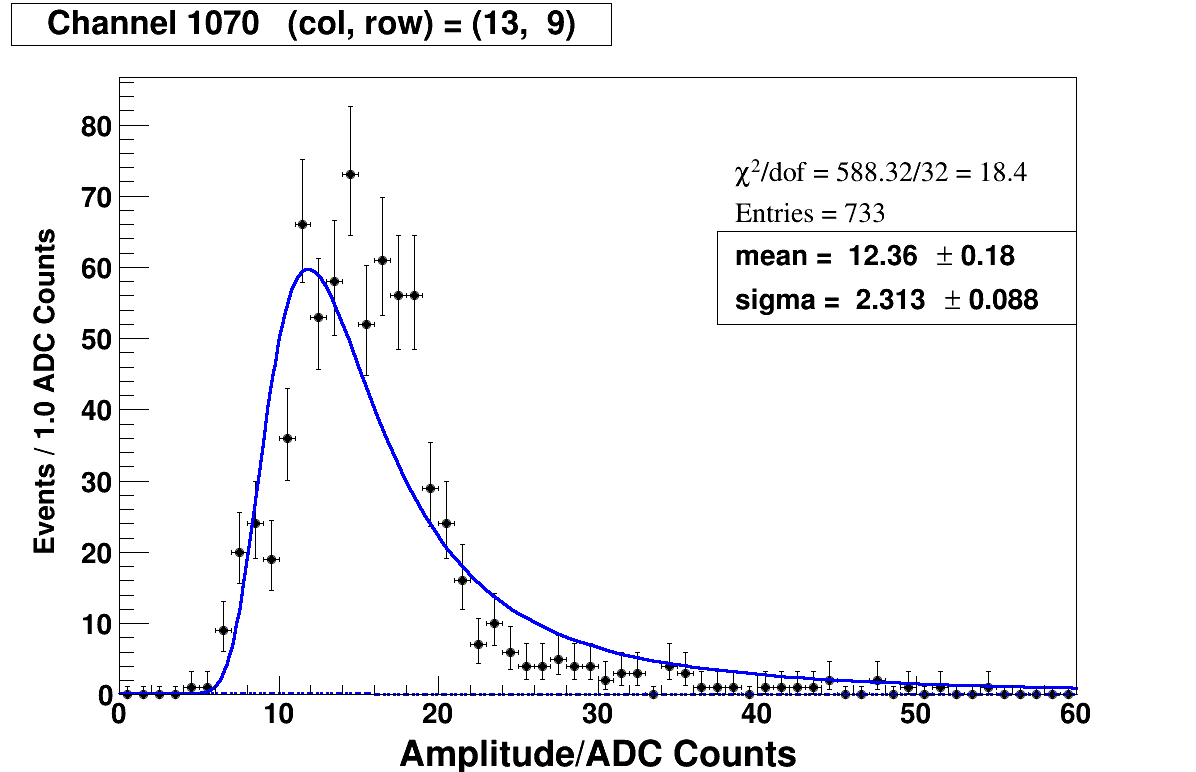 Channel 1070 (col, row) = (13, 9)
80
70
60
50
40
30
20
10
0
Events / 1.0 ADC Counts
χ²/dof = 588.32/32 = 18.4
Entries = 733
mean = 12.36 ± 0.18
sigma = 2.313 ± 0.088
0 10 20 30 40 50 60
Amplitude/ADC Counts